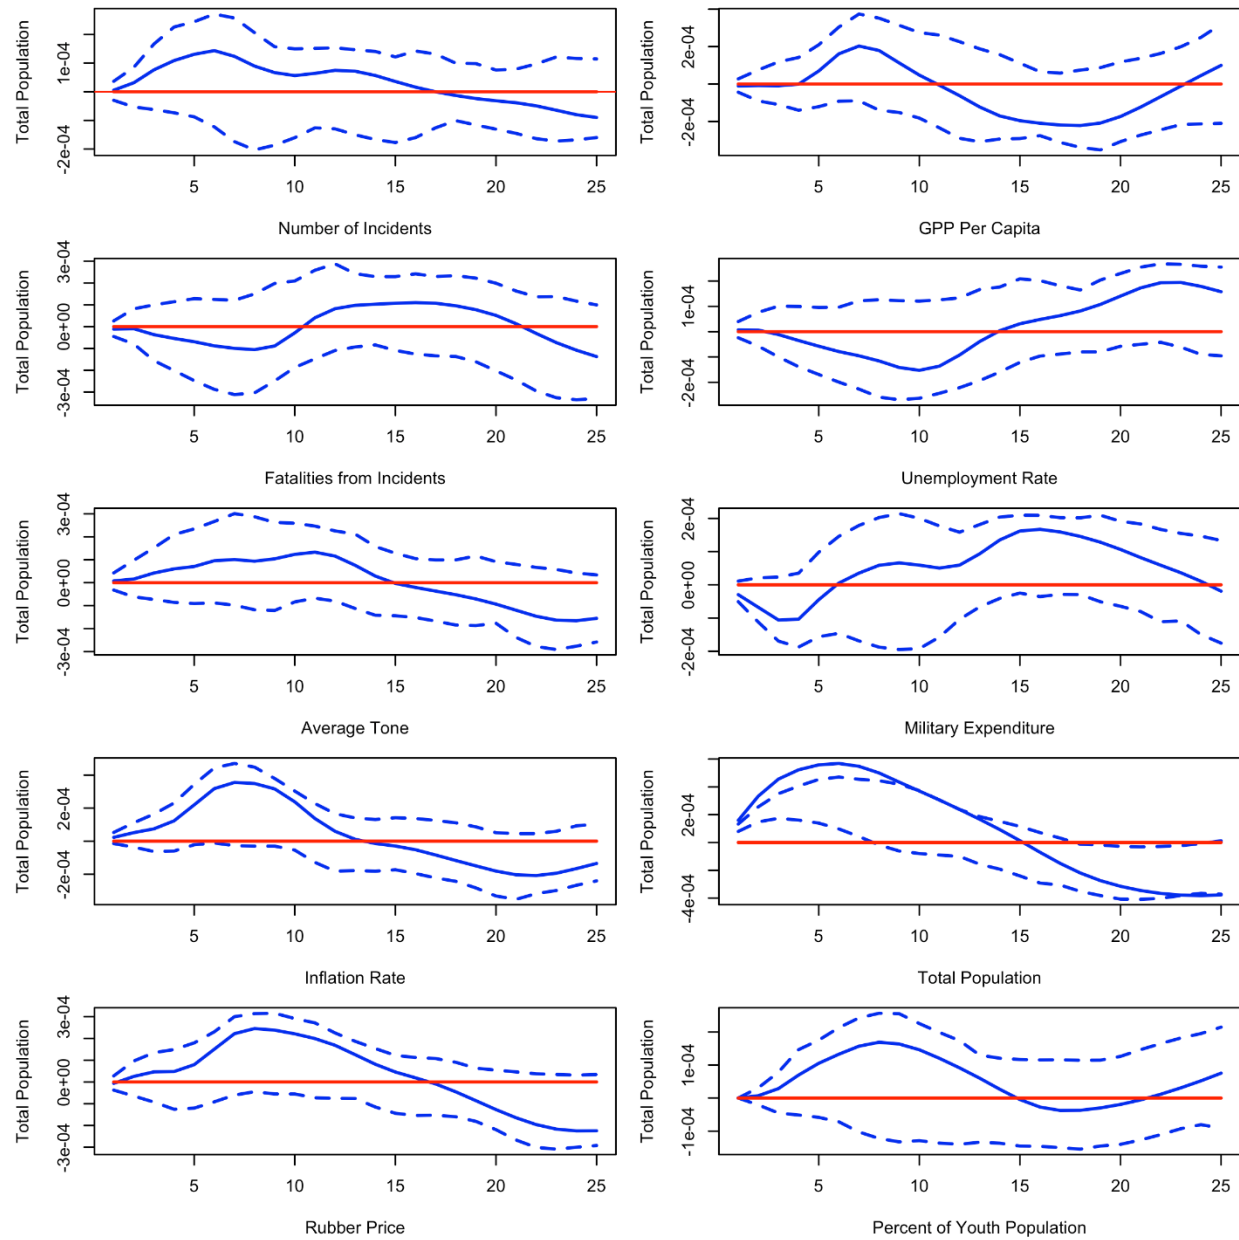 Total Population
-2e-04 1e-04
5 10 15 20 25
Number of Incidents
Total Population
-2e-04 2e-04
5 10 15 20 25
GPP Per Capita
Total Population
-3e-04 0e+00 3e-04
5 10 15 20 25
Fatalities from Incidents
Total Population
-2e-04 1e-04
5 10 15 20 25
Unemployment Rate
Total Population
-3e-04 0e+00 3e-04
5 10 15 20 25
Average Tone
Total Population
-2e-04 0e+00 2e-04
5 10 15 20 25
Military Expenditure
Total Population
-2e-04 2e-04
5 10 15 20 25
Inflation Rate
Total Population
-4e-04 2e-04
5 10 15 20 25
Total Population
Total Population
-3e-04 0e+00 3e-04
5 10 15 20 25
Rubber Price
Total Population
-1e-04 1e-04
5 10 15 20 25
Percent of Youth Population